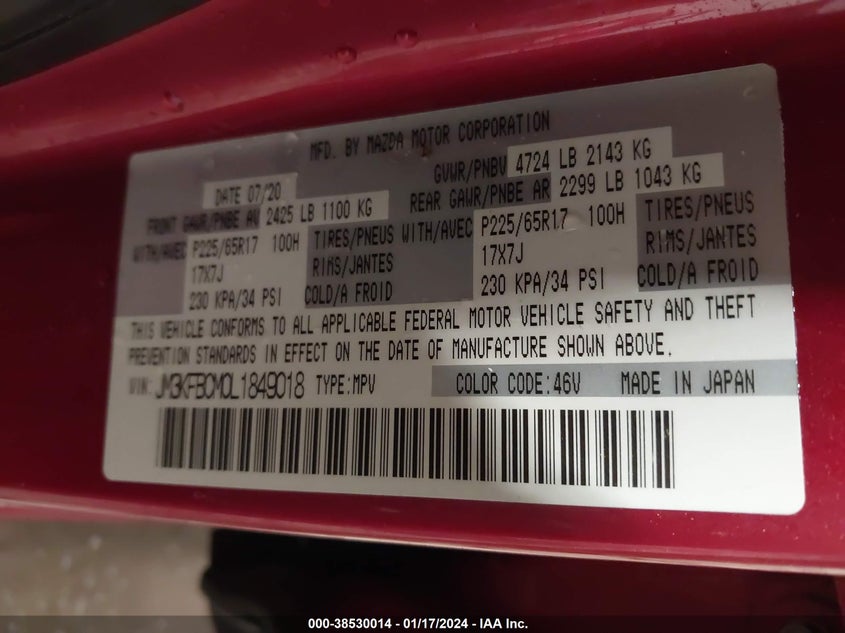 MFD. BY MAZDA MOTOR CORPORATION
DATE 07/20
GVWR/PNBV 4724 LB 2143 KG
FRONT GAWR/PNBE AV 2425 LB 1100 KG
REAR GAWR/PNBE AR 2299 LB 1043 KG
WITH/AVEC P225/65R17 100H TIRES/PNEUS WITH/AVEC P225/65R17 100H TIRES/PNEUS
17X7J RIMS/JANTES 17X7J RIMS/JANTES
230 KPA/34 PSI COLD/A FROID 230 KPA/34 PSI COLD/A FROID
THIS VEHICLE CONFORMS TO ALL APPLICABLE FEDERAL MOTOR VEHICLE SAFETY AND THEFT
PREVENTION STANDARDS IN EFFECT ON THE DATE OF MANUFACTURE SHOWN ABOVE.
VIN: JM3KFBCM0L1849018 TYPE:MPV COLOR CODE:46V MADE IN JAPAN
000-38530014 — 01/17/2024 — IAA Inc.